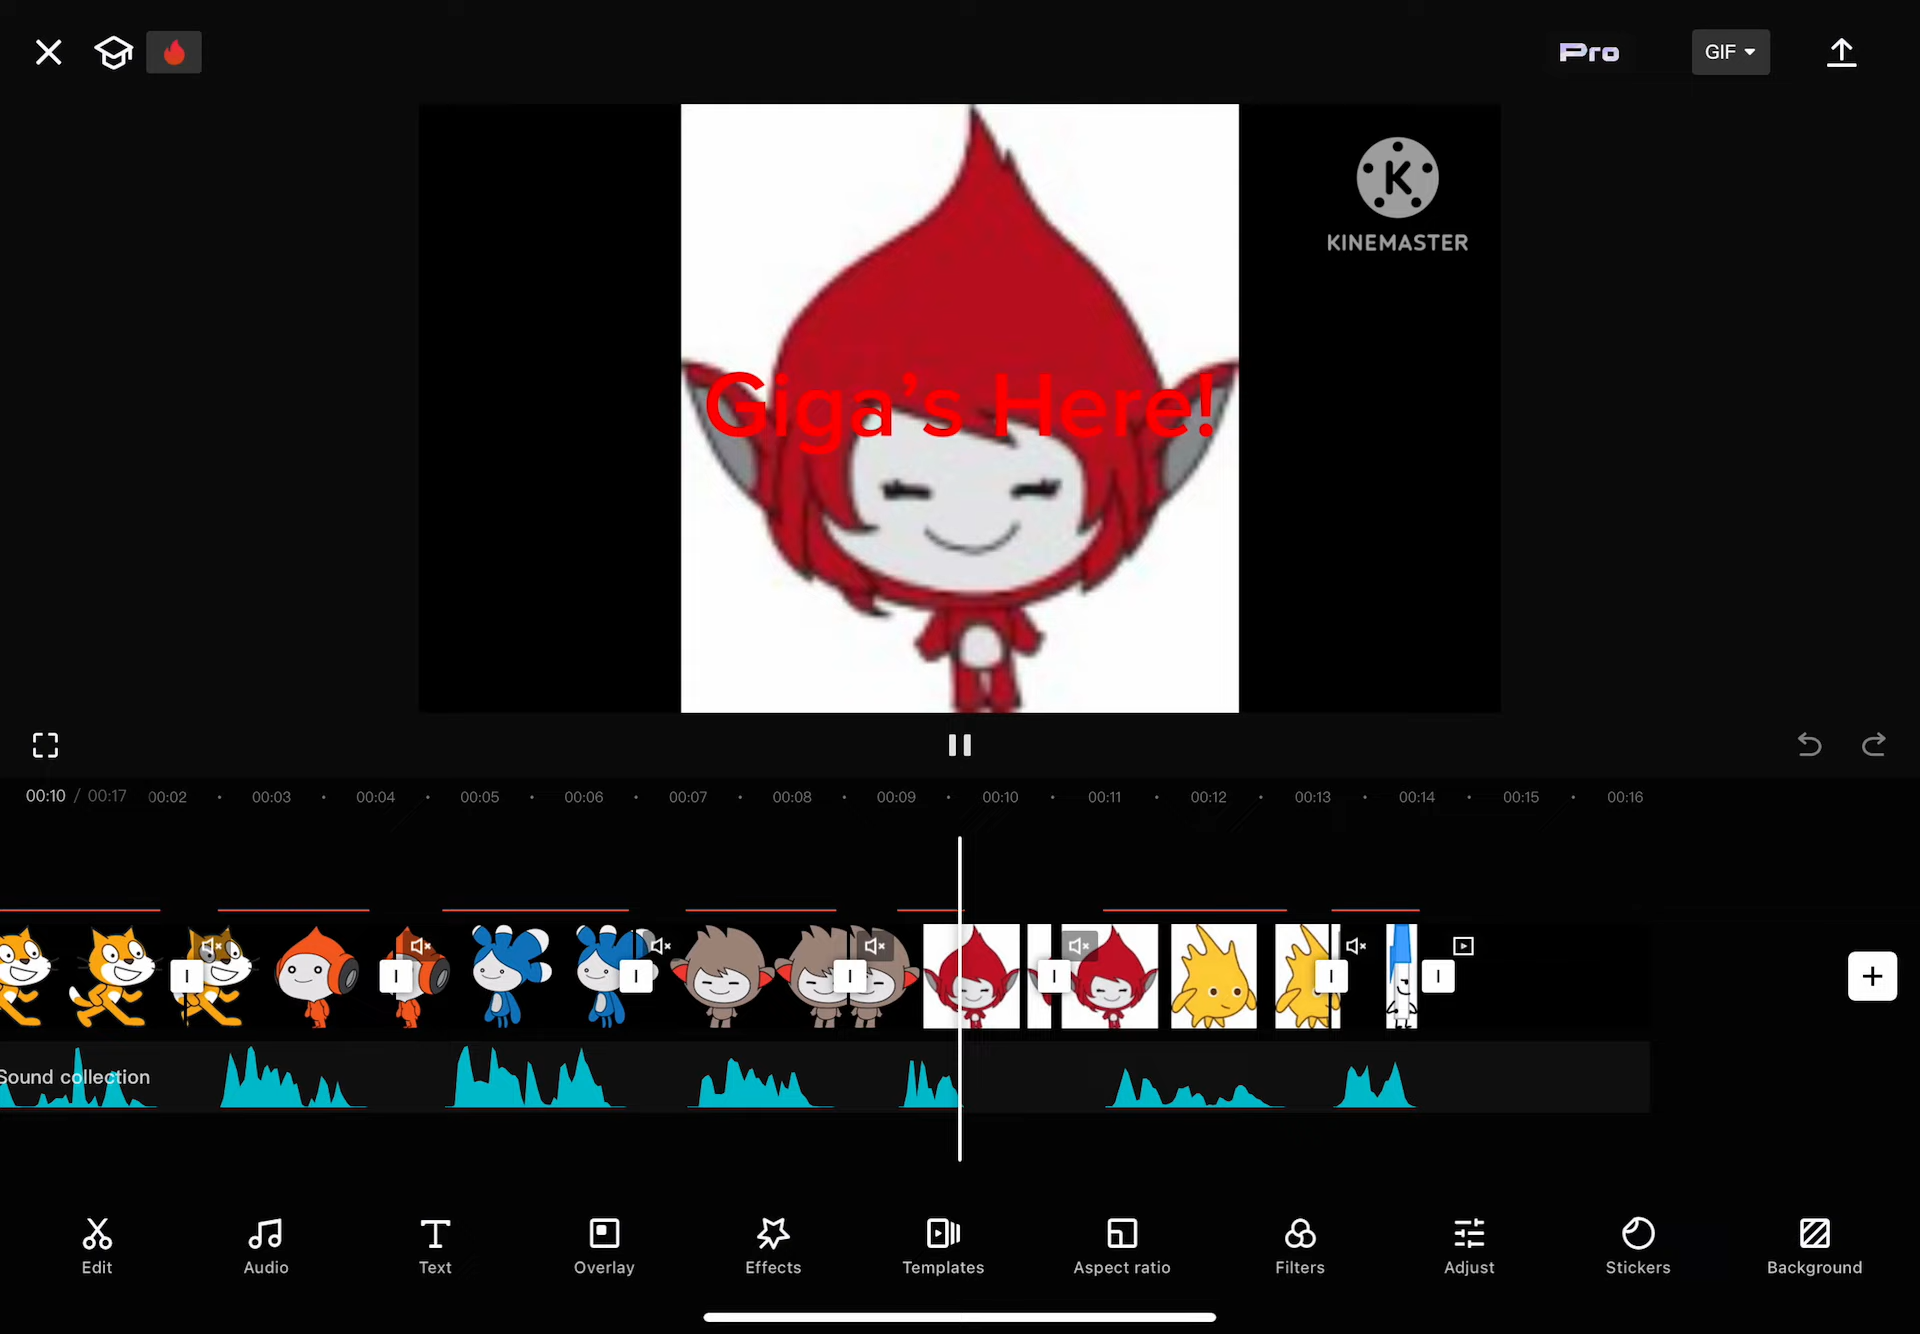 Pro
GIF
K
KINEMASTER
Giga's Here!
00:10 / 00:17 00:02 00:03 00:04 00:05 00:06 00:07 00:08 00:09 00:10 00:11 00:12 00:13 00:14 00:15 00:16
Sound collection
Edit Audio Text Overlay Effects Templates Aspect ratio Filters Adjust Stickers Background